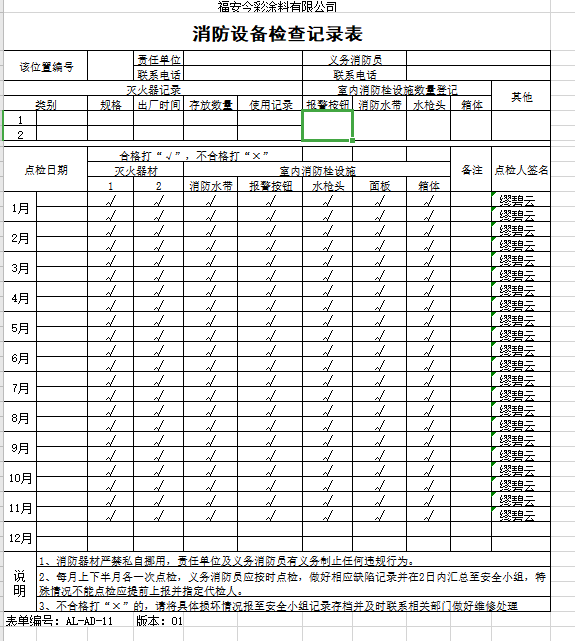 福安今彩涂料有限公司
消防设备检查记录表
该位置编号 责任单位 义务消防员
联系电话 联系电话
灭火器记录 室内消防栓设施数量登记 其他
类别 规格 出厂时间 存放数量 使用记录 报警按钮 消防水带 水枪头 箱体
1
2
点检日期 合格打“√”，不合格打“×” 备注 点检人签名
灭火器材 室内消防栓设施
1 2 消防水带 报警按钮 水枪头 面板 箱体
1月 √ √ √ √ √ √ √ 缪碧云
√ √ √ √ √ √ √ 缪碧云
2月 √ √ √ √ √ √ √ 缪碧云
√ √ √ √ √ √ √ 缪碧云
3月 √ √ √ √ √ √ √ 缪碧云
√ √ √ √ √ √ √ 缪碧云
4月 √ √ √ √ √ √ √ 缪碧云
√ √ √ √ √ √ √ 缪碧云
5月 √ √ √ √ √ √ √ 缪碧云
√ √ √ √ √ √ √ 缪碧云
6月 √ √ √ √ √ √ √ 缪碧云
√ √ √ √ √ √ √ 缪碧云
7月 √ √ √ √ √ √ √ 缪碧云
√ √ √ √ √ √ √ 缪碧云
8月 √ √ √ √ √ √ √ 缪碧云
√ √ √ √ √ √ √ 缪碧云
9月 √ √ √ √ √ √ √ 缪碧云
√ √ √ √ √ √ √ 缪碧云
10月 √ √ √ √ √ √ √ 缪碧云
√ √ √ √ √ √ √ 缪碧云
11月 √ √ √ √ √ √ √ 缪碧云
√ √ √ √ √ √ √ 缪碧云
12月
说明
1、消防器材严禁私自挪用，责任单位及义务消防员有义务制止任何违规行为。
2、每月上下半月各一次点检，义务消防员应按时点检，做好相应缺陷记录并在2日内汇总至安全小组，特
殊情况不能点检应提前上报并指定代检人。
3、不合格打“×”的，请将具体损坏情况报至安全小组记录存档并及时联系相关部门做好维修处理
表单编号：AL-AD-11 版本：01